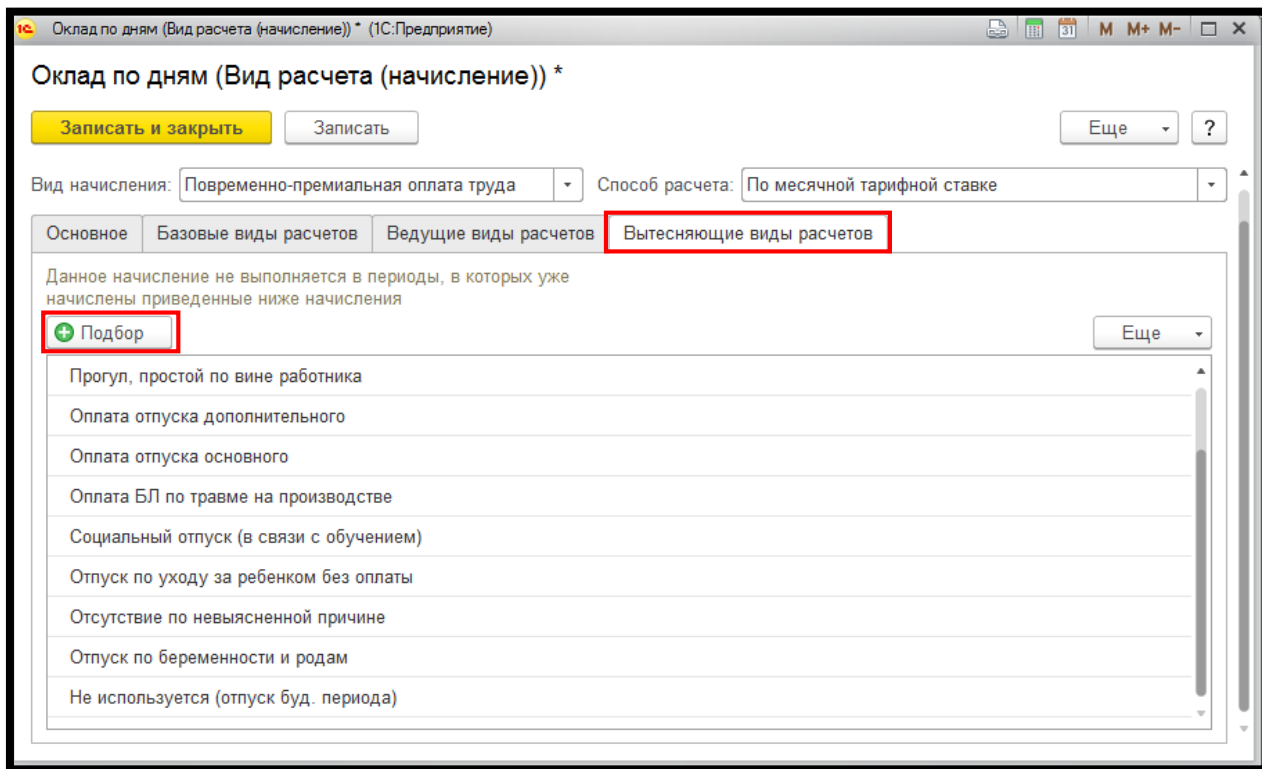 1С Оклад по дням (Вид расчета (начисление)) * (1С:Предприятие) 31 M M+ M-
Оклад по дням (Вид расчета (начисление)) *
Записать и закрыть Записать Еще ?
Вид начисления: Повременно-премиальная оплата труда Способ расчета: По месячной тарифной ставке
Основное Базовые виды расчетов Ведущие виды расчетов Вытесняющие виды расчетов
Данное начисление не выполняется в периоды, в которых уже
начислены приведенные ниже начисления
Подбор Еще
Прогул, простой по вине работника
Оплата отпуска дополнительного
Оплата отпуска основного
Оплата БЛ по травме на производстве
Социальный отпуск (в связи с обучением)
Отпуск по уходу за ребенком без оплаты
Отсутствие по невыясненной причине
Отпуск по беременности и родам
Не используется (отпуск буд. периода)